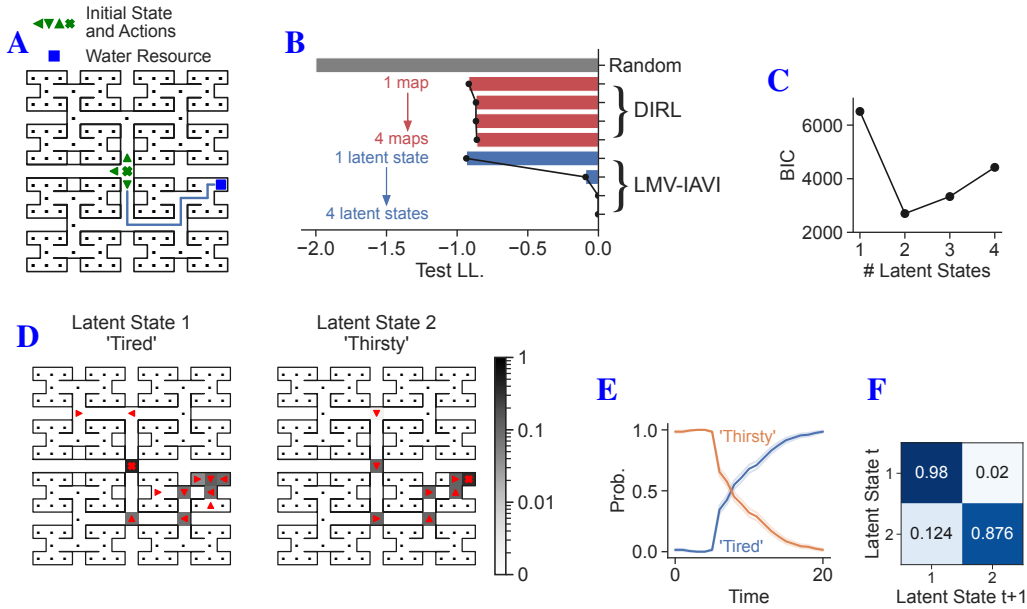 A
Initial State
and Actions
Water Resource
B
Random
1 map
4 maps
DIRL
1 latent state
4 latent states
LMV-IAVI
−2.0 −1.5 −1.0 −0.5 0.0
Test LL.
C
6000
4000
2000
BIC
1 2 3 4
# Latent States
D
Latent State 1
'Tired'
Latent State 2
'Thirsty'
1
0.1
0.01
0
E
1.0
0.5
0.0
Prob.
'Thirsty'
'Tired'
0 20
Time
F
Latent State t
1
2
0.98 0.02
0.124 0.876
1 2
Latent State t+1